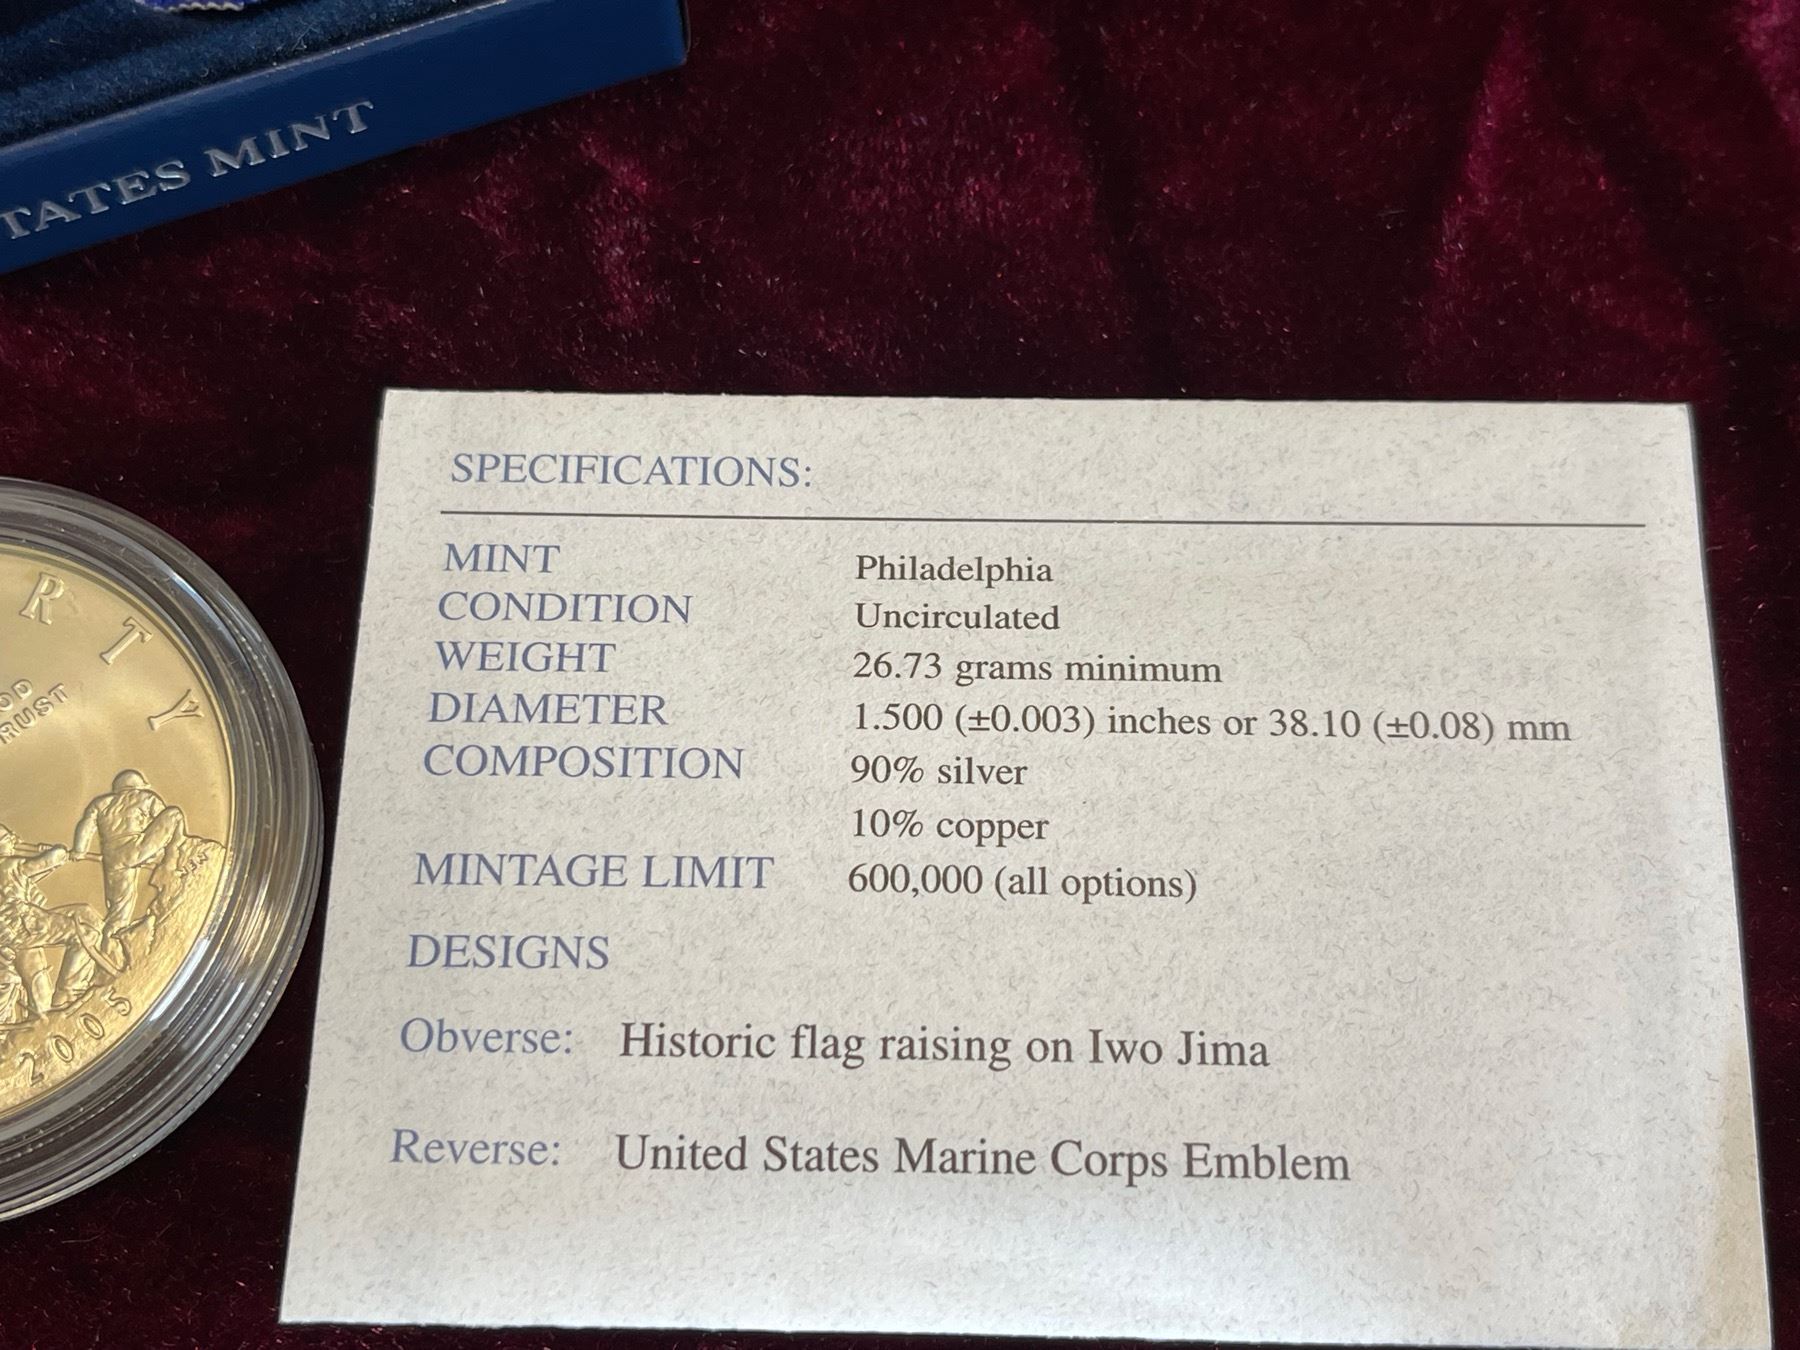 TATES MINT
R T Y
OD
RUST
2005
SPECIFICATIONS:
MINT Philadelphia
CONDITION Uncirculated
WEIGHT 26.73 grams minimum
DIAMETER 1.500 (±0.003) inches or 38.10 (±0.08) mm
COMPOSITION 90% silver
10% copper
MINTAGE LIMIT 600,000 (all options)
DESIGNS
Obverse: Historic flag raising on Iwo Jima
Reverse: United States Marine Corps Emblem